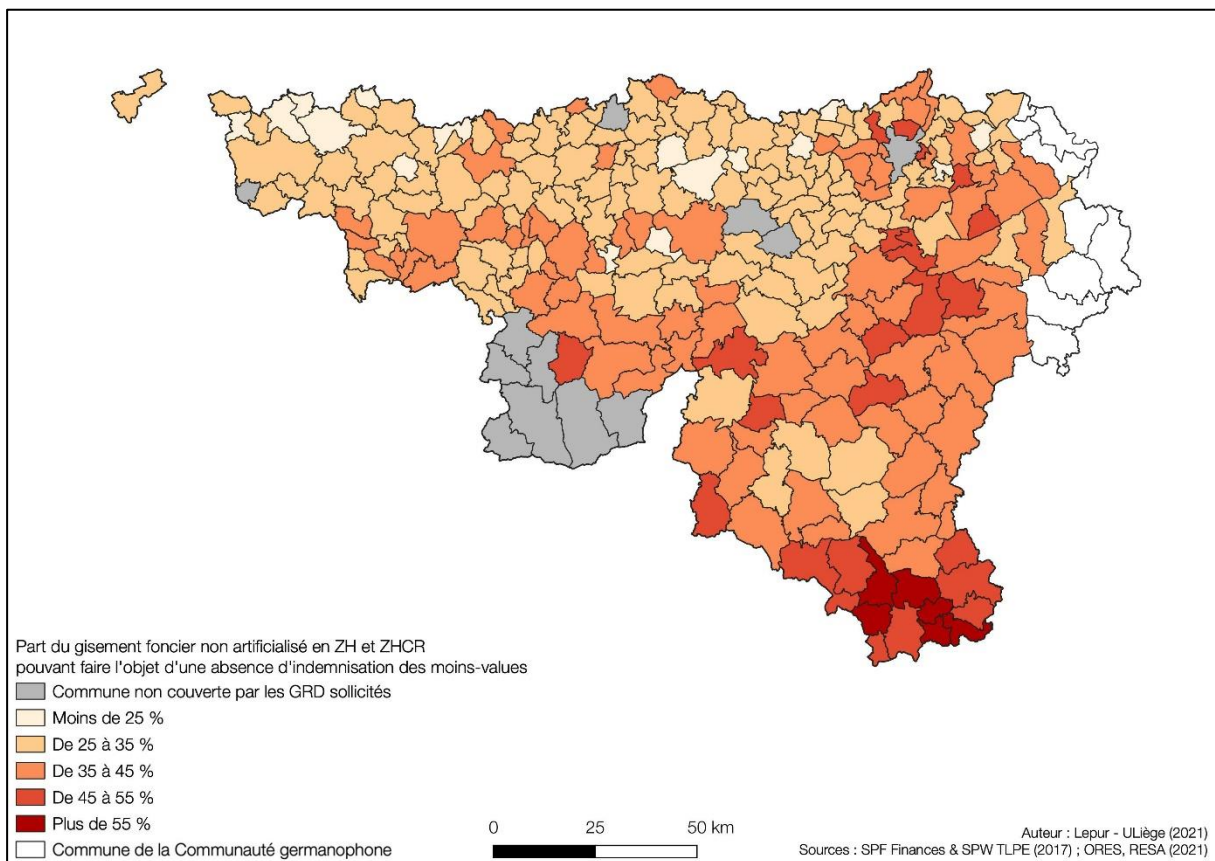 Part du gisement foncier non artificialisé en ZH et ZHCR
pouvant faire l'objet d'une absence d'indemnisation des moins-values
Commune non couverte par les GRD sollicités
Moins de 25 %
De 25 à 35 %
De 35 à 45 %
De 45 à 55 %
Plus de 55 %
Commune de la Communauté germanophone
0 25 50 km
Auteur : Lepur - ULiège (2021)
Sources : SPF Finances & SPW TLPE (2017) ; ORES, RESA (2021)